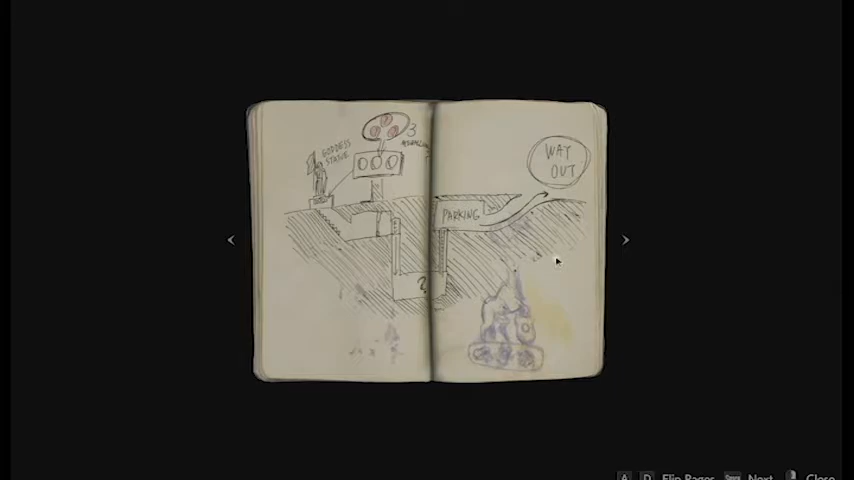 3
GODDESS
STATUE
WAY
OUT
PARKING
?
A D Flip Pages Next Close